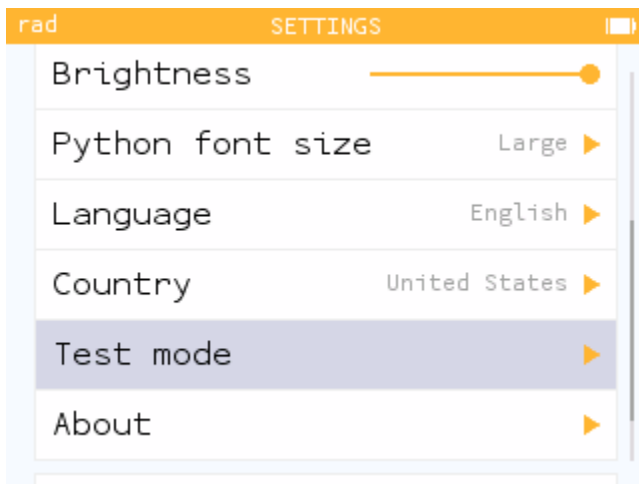 rad SETTINGS
Brightness
Python font size Large
Language English
Country United States
Test mode
About